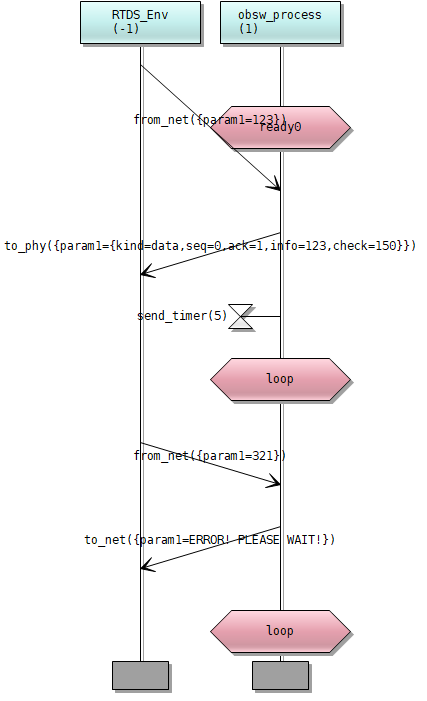 RTDS_Env
(-1)
obsw_process
(1)
from_net({param1=123})
ready0
to_phy({param1={kind=data,seq=0,ack=1,info=123,check=150}})
send_timer(5)
loop
from_net({param1=321})
to_net({param1=ERROR! PLEASE WAIT!})
loop